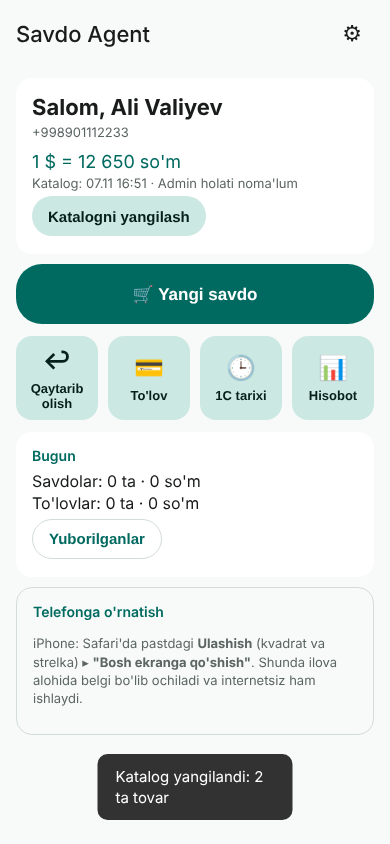 Savdo Agent
Salom, Ali Valiyev
+998901112233
1 $ = 12 650 so'm
Katalog: 07.11 16:51 · Admin holati noma'lum
Katalogni yangilash
🛒 Yangi savdo
Qaytarib
olish
To'lov
1C tarixi
Hisobot
Bugun
Savdolar: 0 ta · 0 so'm
To'lovlar: 0 ta · 0 so'm
Yuborilganlar
Telefonga o'rnatish
iPhone: Safari'da pastdagi Ulashish (kvadrat va
strelka) ▸ "Bosh ekranga qo'shish". Shunda ilova
alohida belgi bo'lib ochiladi va internetsiz ham
ishlaydi.
Katalog yangilandi: 2
ta tovar